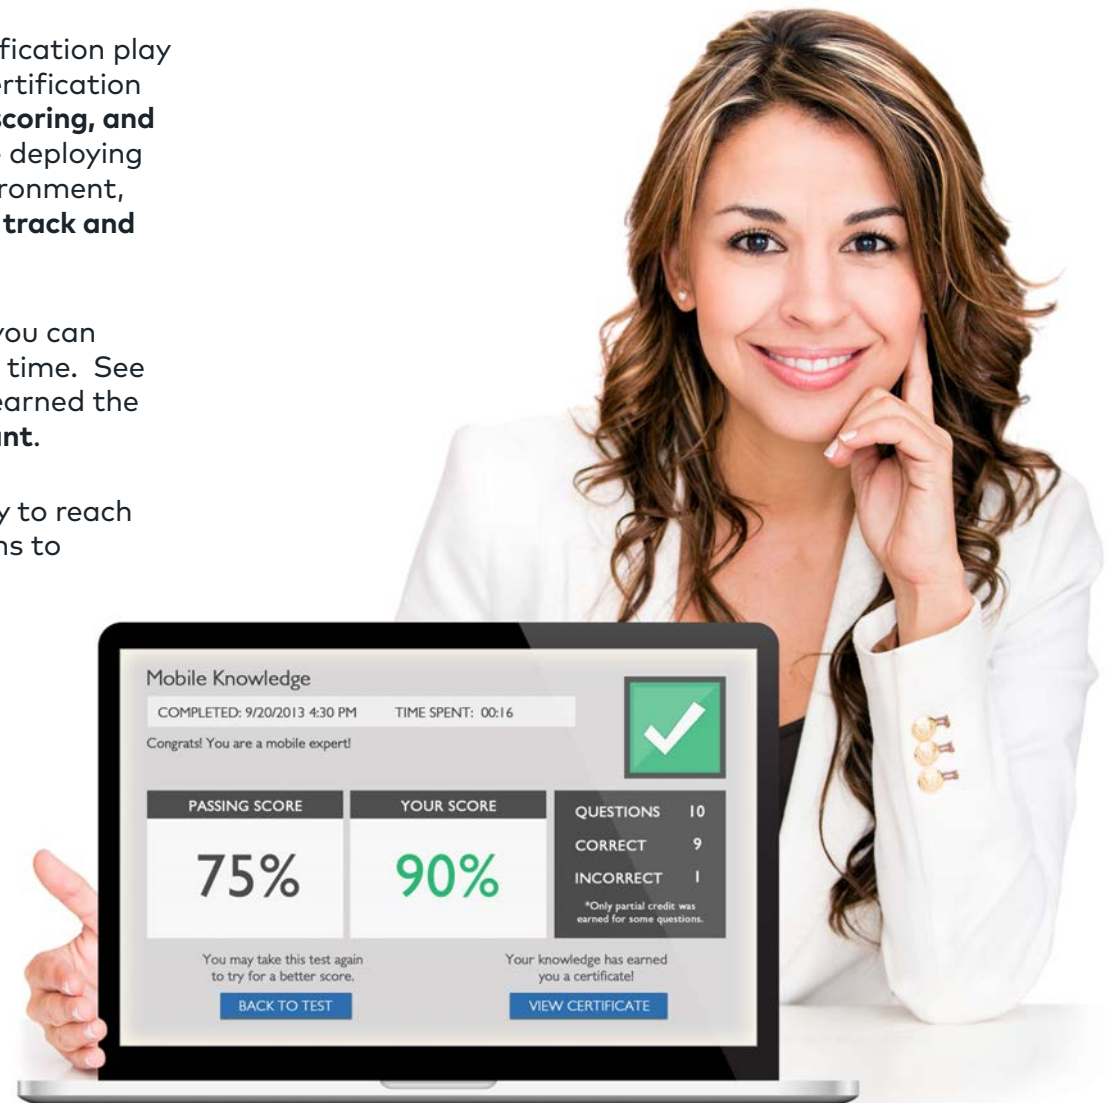 fication play
ertification
scoring, and
deploying
ronment,
track and
you can
time. See
earned the
nt.
y to reach
ns to
Mobile Knowledge
COMPLETED: 9/20/2013 4:30 PM TIME SPENT: 00:16
Congrats! You are a mobile expert!
PASSING SCORE
75%
YOUR SCORE
90%
QUESTIONS 10
CORRECT 9
INCORRECT 1
*Only partial credit was
earned for some questions.
You may take this test again
to try for a better score.
BACK TO TEST
Your knowledge has earned
you a certificate!
VIEW CERTIFICATE